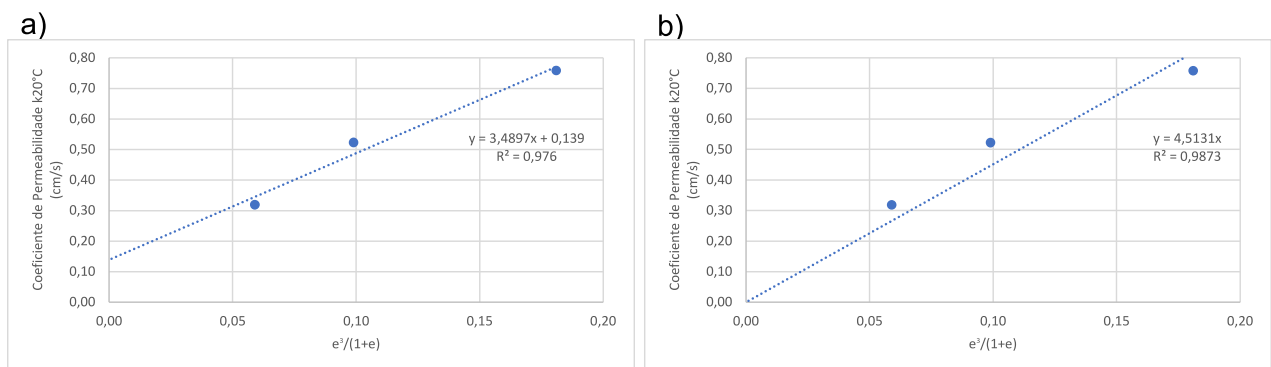 a)
Coeficiente de Permeabilidade k20°C
(cm/s)
0,80
0,70
0,60
0,50
0,40
0,30
0,20
0,10
0,00
y = 3,4897x + 0,139
R² = 0,976
0,00
0,05
0,10
0,15
0,20
e³/(1+e)
b)
Coeficiente de Permeabilidade k20°C
(cm/s)
0,80
0,70
0,60
0,50
0,40
0,30
0,20
0,10
0,00
y = 4,5131x
R² = 0,9873
0,00
0,05
0,10
0,15
0,20
e³/(1+e)